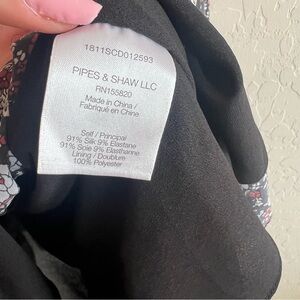 1811SCD012593
PIPES & SHAW LLC
RN155820
Made in China /
Fabriqué en Chine
Self / Principal
91% Silk 9% Elastane
91% Soie 9% Elasthanne
Lining / Doublure
100% Polyester